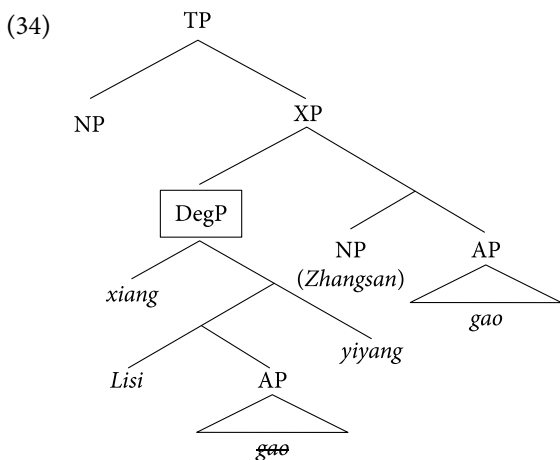 (34) TP
NP XP
DegP NP AP
xiang (Zhangsan) gao
Lisi AP yiyang
gao